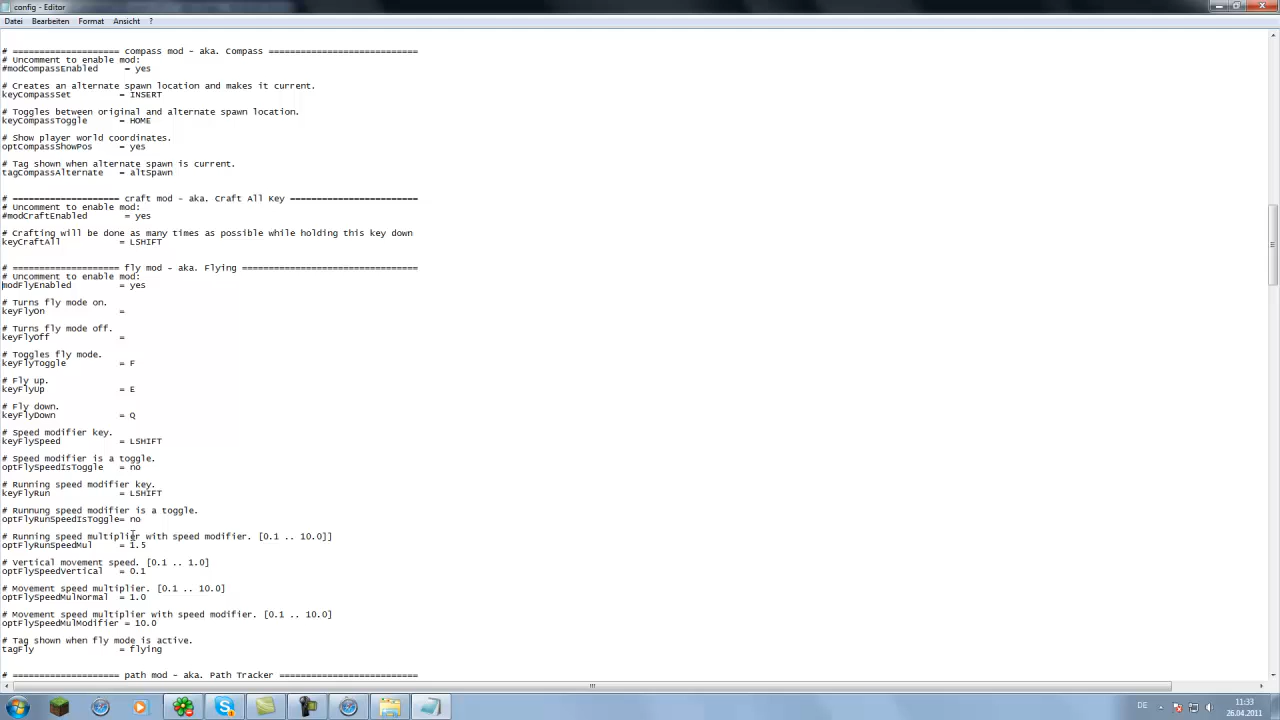 config - Editor
Datei Bearbeiten Format Ansicht ?
# ==================== compass mod - aka. Compass ============================
# Uncomment to enable mod:
#modCompassEnabled = yes
# Creates an alternate spawn location and makes it current.
keyCompassSet = INSERT
# Toggles between original and alternate spawn location.
keyCompassToggle = HOME
# Show player world coordinates.
optCompassShowPos = yes
# Tag shown when alternate spawn is current.
tagCompassAlternate = altSpawn
# ==================== craft mod - aka. Craft All Key ========================
# Uncomment to enable mod:
#modCraftEnabled = yes
# Crafting will be done as many times as possible while holding this key down
keyCraftAll = LSHIFT
# ==================== fly mod - aka. Flying =================================
# Uncomment to enable mod:
modFlyEnabled = yes
# Turns fly mode on.
keyFlyOn =
# Turns fly mode off.
keyFlyOff =
# Toggles fly mode.
keyFlyToggle = F
# Fly up.
keyFlyUp = E
# Fly down.
keyFlyDown = Q
# Speed modifier key.
keyFlySpeed = LSHIFT
# Speed modifier is a toggle.
optFlySpeedIsToggle = no
# Running speed modifier key.
keyFlyRun = LSHIFT
# Runnung speed modifier is a toggle.
optFlyRunSpeedIsToggle= no
# Running speed multiplier with speed modifier. [0.1 .. 10.0]]
optFlyRunSpeedMul = 1.5
# Vertical movement speed. [0.1 .. 1.0]
optFlySpeedVertical = 0.1
# Movement speed multiplier. [0.1 .. 10.0]
optFlySpeedMulNormal = 1.0
# Movement speed multiplier with speed modifier. [0.1 .. 10.0]
optFlySpeedMulModifier = 10.0
# Tag shown when fly mode is active.
tagFly = flying
# ==================== path mod - aka. Path Tracker ==========================
DE
11:33
26.04.2011